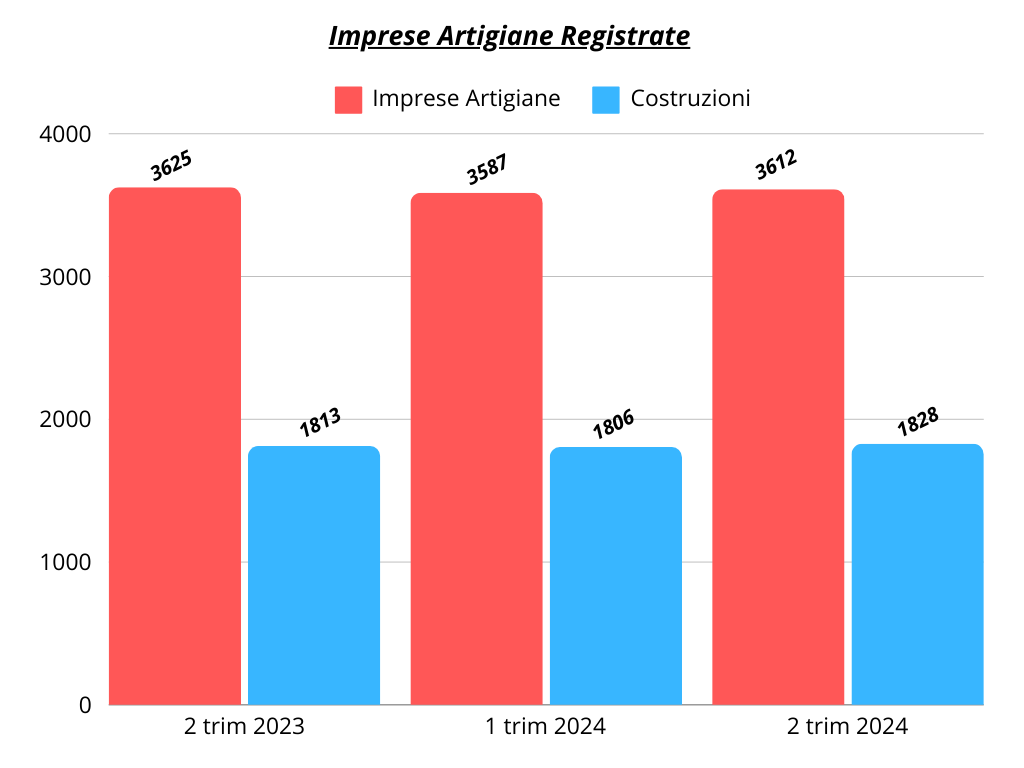 Imprese Artigiane Registrate
Imprese Artigiane Costruzioni
4000
3625 3587 3612
3000
2000
1813 1806 1828
1000
0
2 trim 2023 1 trim 2024 2 trim 2024